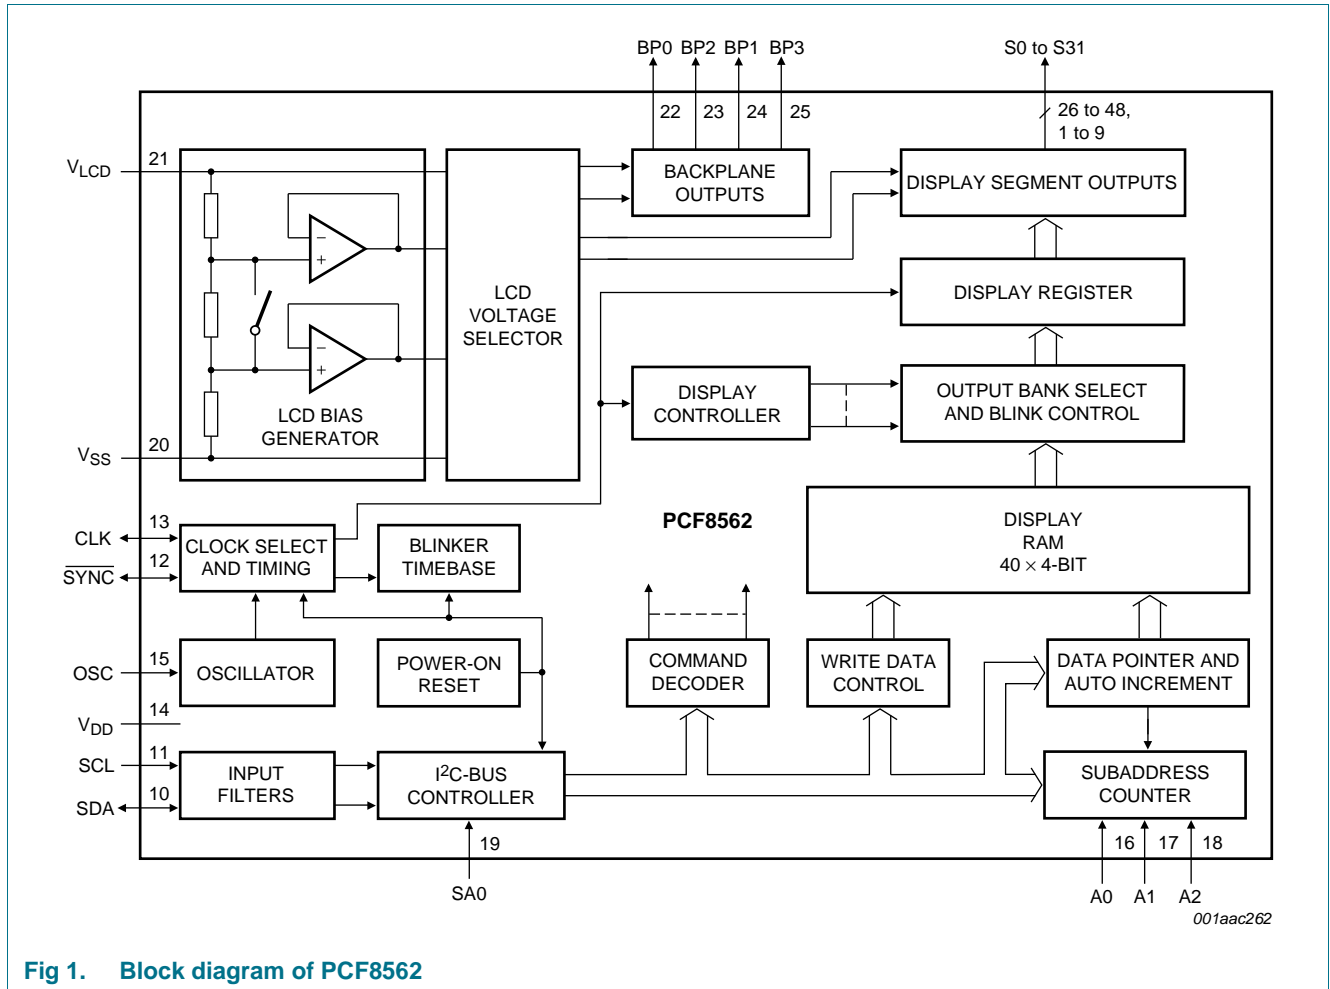 BP0 BP2 BP1 BP3
S0 to S31
22 23 24 25
26 to 48,
1 to 9
VLCD
21
BACKPLANE
OUTPUTS
DISPLAY SEGMENT OUTPUTS
−
+
−
+
LCD
VOLTAGE
SELECTOR
DISPLAY REGISTER
LCD BIAS
GENERATOR
DISPLAY
CONTROLLER
OUTPUT BANK SELECT
AND BLINK CONTROL
VSS
20
CLK
13
SYNC
12
CLOCK SELECT
AND TIMING
BLINKER
TIMEBASE
PCF8562
DISPLAY
RAM
40 × 4-BIT
OSC
15
OSCILLATOR
POWER-ON
RESET
COMMAND
DECODER
WRITE DATA
CONTROL
DATA POINTER AND
AUTO INCREMENT
VDD
14
SCL
11
SDA
10
INPUT
FILTERS
I2C-BUS
CONTROLLER
SUBADDRESS
COUNTER
19
SA0
16 17 18
A0 A1 A2
001aac262
Fig 1. Block diagram of PCF8562